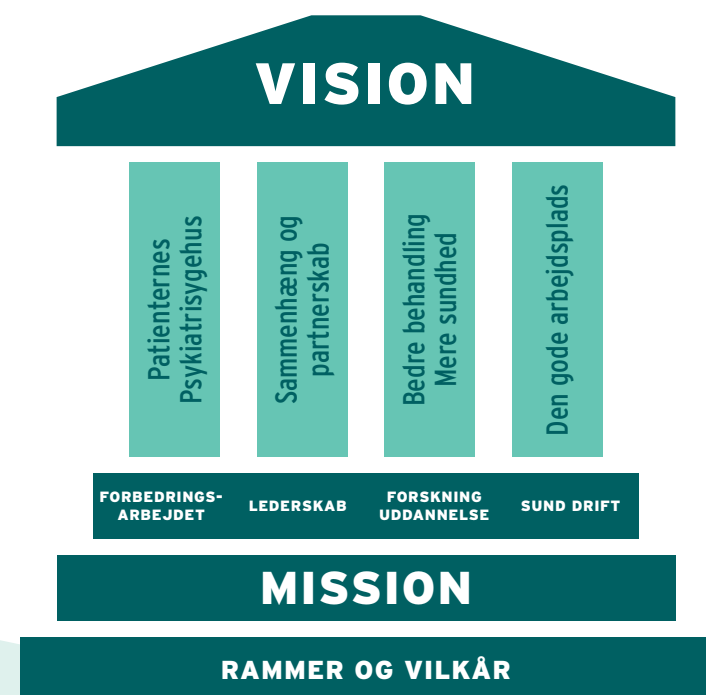 VISION
Patienternes
Psykiatrisygehus
Sammenhæng og
partnerskab
Bedre behandling
Mere sundhed
Den gode arbejdsplads
FORBEDRINGS-
ARBEJDET
LEDERSKAB
FORSKNING
UDDANNELSE
SUND DRIFT
MISSION
RAMMER OG VILKÅR